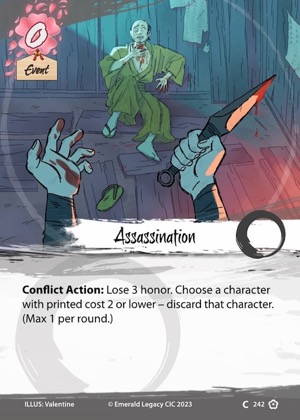 0
Event
Assassination
Conflict Action: Lose 3 honor. Choose a character
with printed cost 2 or lower – discard that character.
(Max 1 per round.)
ILLUS: Valentine © Emerald Legacy CIC 2023 C 242